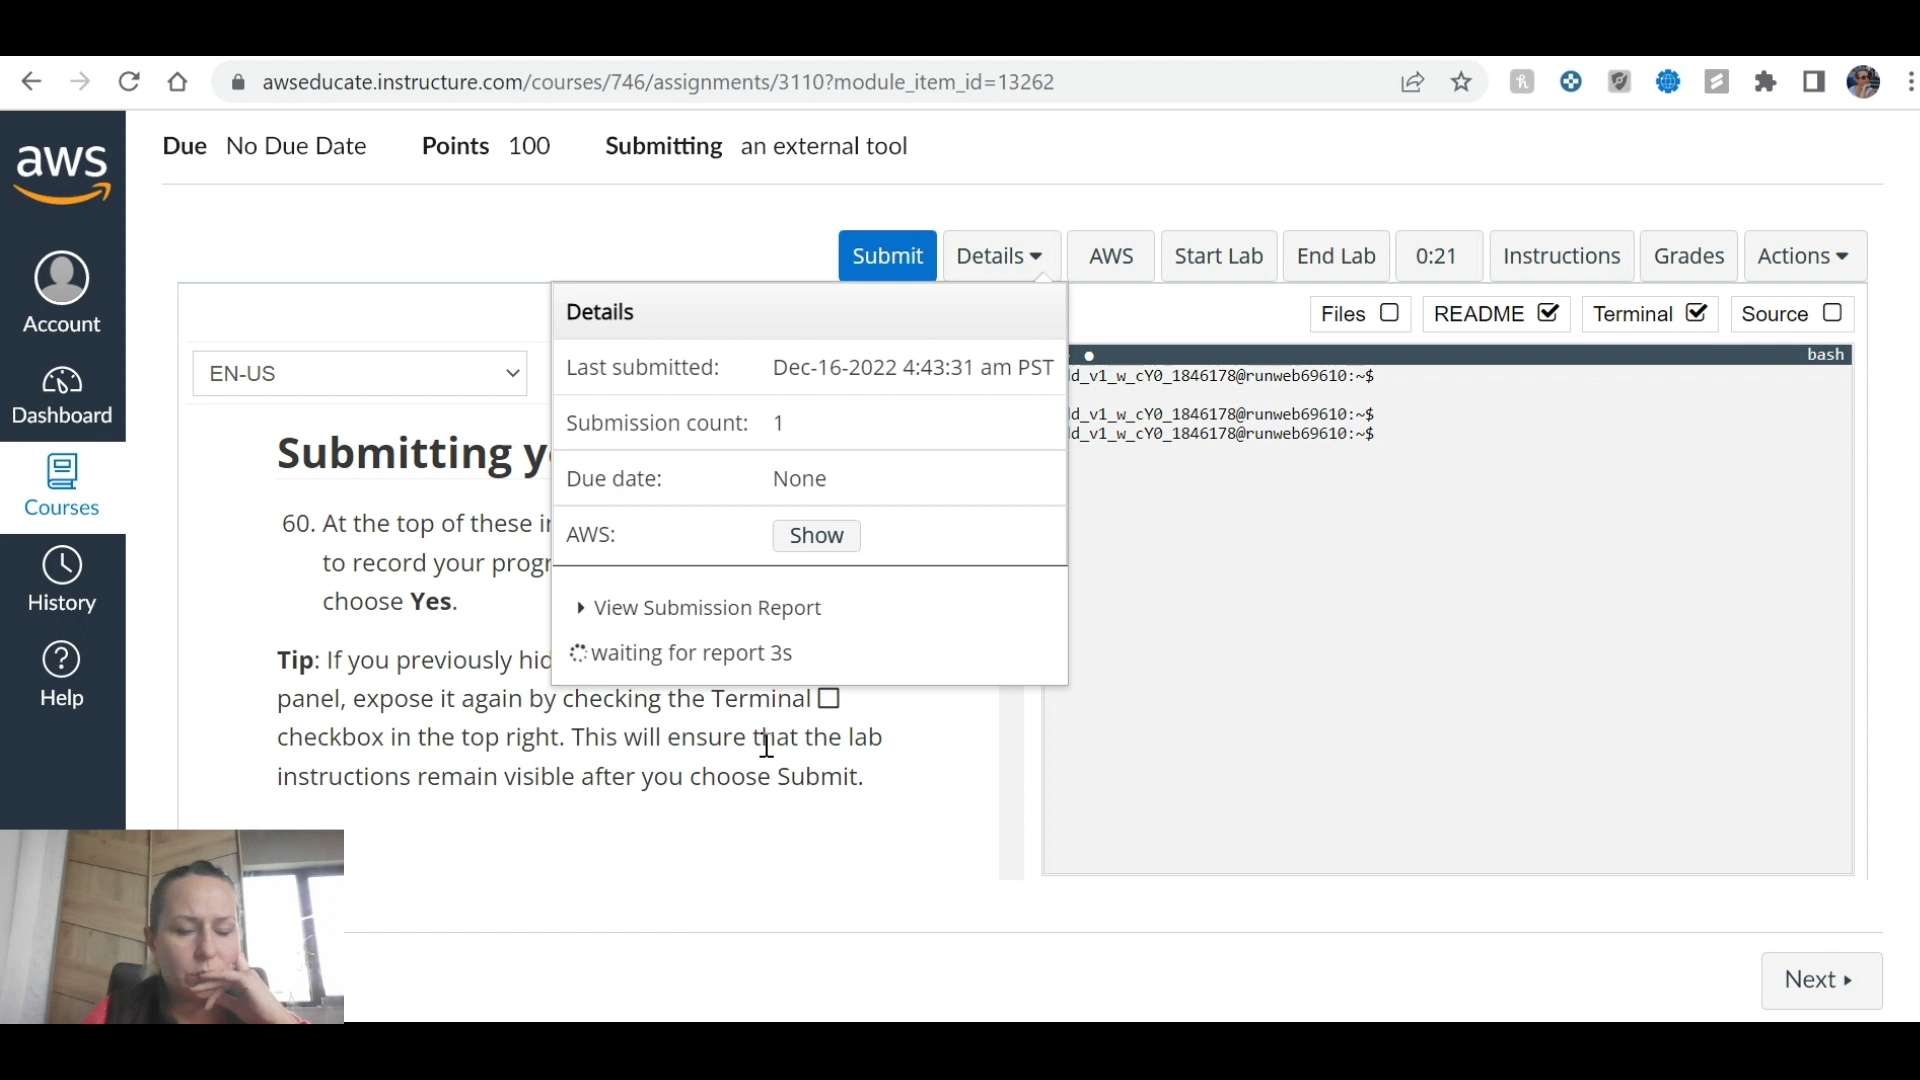 awseducate.instructure.com/courses/746/assignments/3110?module_item_id=13262
aws
Account
Dashboard
Courses
History
Help
Due No Due Date Points 100 Submitting an external tool
Submit Details AWS Start Lab End Lab 0:21 Instructions Grades Actions
Files README Terminal Source
EN-US
Submitting y
60. At the top of these i
to record your progr
choose Yes.
Tip: If you previously hid
panel, expose it again by checking the Terminal
checkbox in the top right. This will ensure that the lab
instructions remain visible after you choose Submit.
Details
Last submitted: Dec-16-2022 4:43:31 am PST
Submission count: 1
Due date: None
AWS: Show
View Submission Report
waiting for report 3s
bash
dd_v1_w_cY0_1846178@runweb69610:~$
dd_v1_w_cY0_1846178@runweb69610:~$
dd_v1_w_cY0_1846178@runweb69610:~$
Next